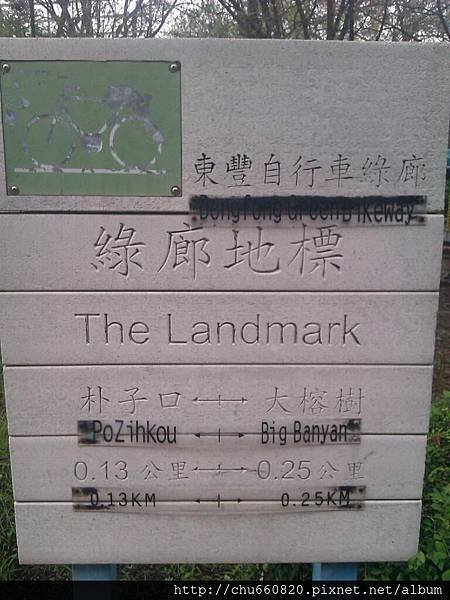 東豐自行車綠廊
Dongfong Green Bikeway
綠廊地標
The Landmark
朴子口 ←|→ 大榕樹
PoZihkou ←|→ Big Banyan
0.13 公里 ←|→ 0.25 公里
0.13KM ←|→ 0.25KM
http://chu660820.pixnet.net/album